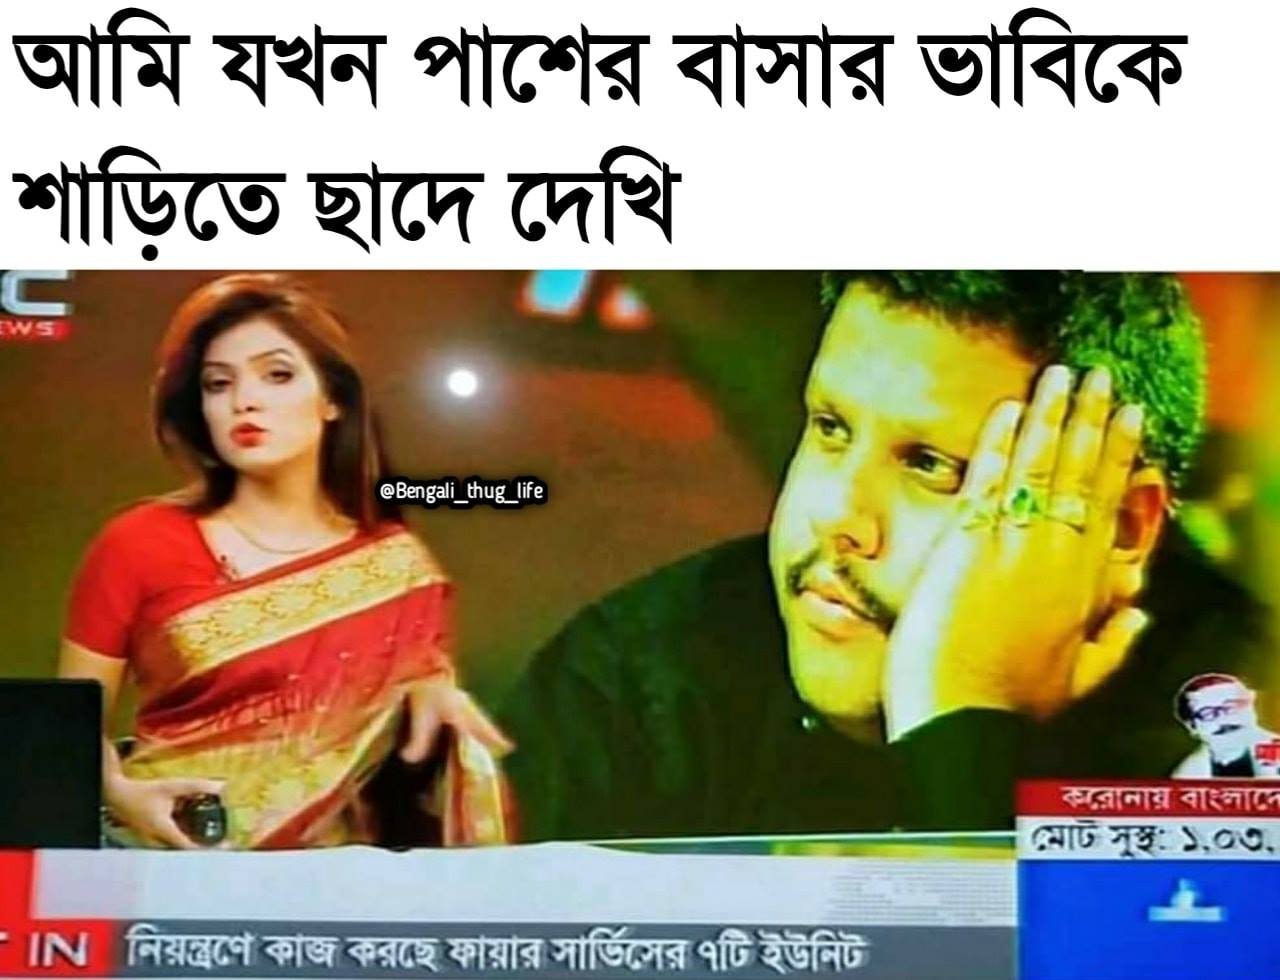 আমি যখন পাশের বাসার ভাবিকে
শাড়িতে ছাদে দেখি
C
EWS
@Bengali_thug_life
করোনায় বাংলাদে
মোট সুস্থ: ১,০৩,
IN নিয়ন্ত্রণে কাজ করছে ফায়ার সার্ভিসের ৭টি ইউনিট